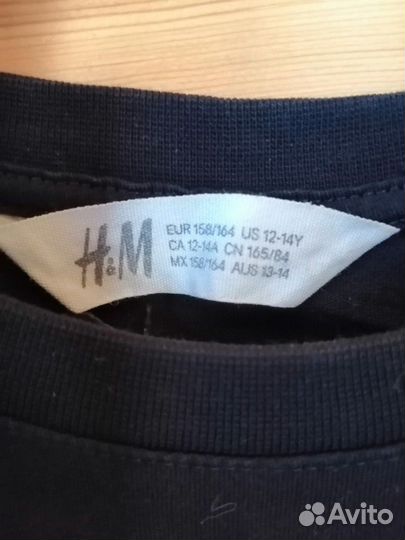 H&M
EUR 158/164 US 12-14Y
CA 12-14A CN 165/84
MX 158/164 AUS 13-14
Avito